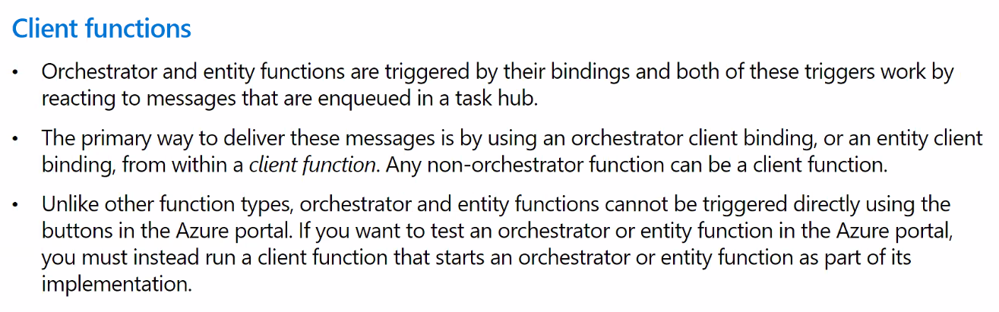 Client functions
• Orchestrator and entity functions are triggered by their bindings and both of these triggers work by
reacting to messages that are enqueued in a task hub.
• The primary way to deliver these messages is by using an orchestrator client binding, or an entity client
binding, from within a client function. Any non-orchestrator function can be a client function.
• Unlike other function types, orchestrator and entity functions cannot be triggered directly using the
buttons in the Azure portal. If you want to test an orchestrator or entity function in the Azure portal,
you must instead run a client function that starts an orchestrator or entity function as part of its
implementation.